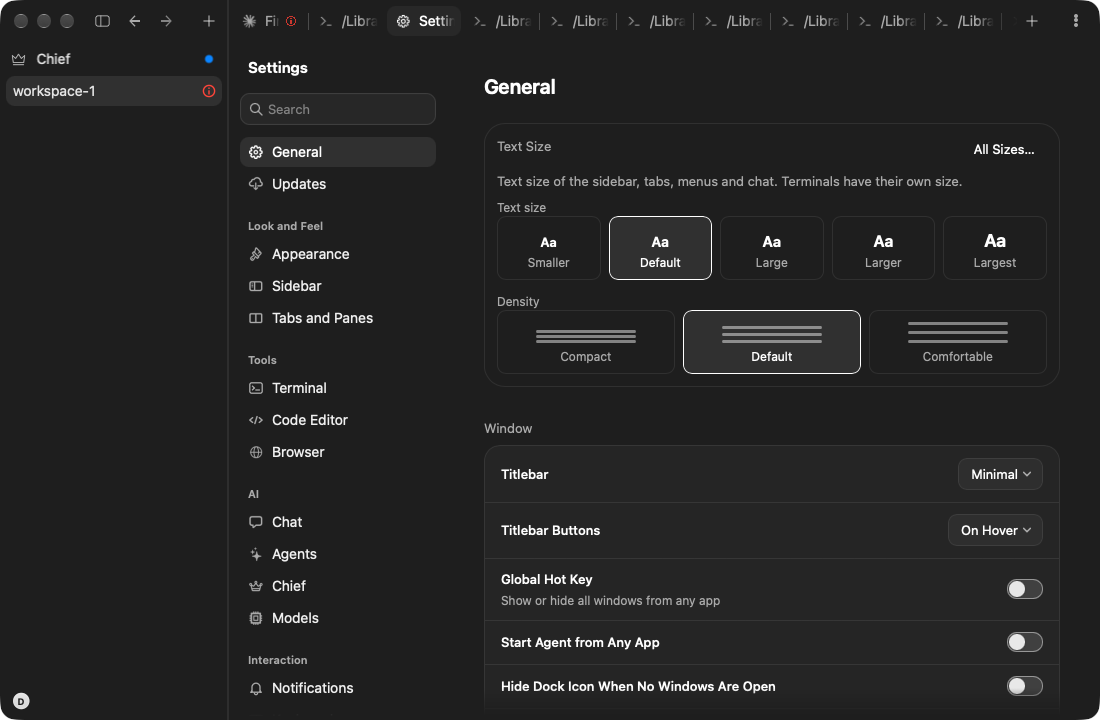 Chief
workspace-1
D
Fi
/Libra
Settin
/Libra
/Libra
/Libra
/Libra
/Libra
/Libra
/Libra
Settings
Search
General
Updates
Look and Feel
Appearance
Sidebar
Tabs and Panes
Tools
Terminal
Code Editor
Browser
AI
Chat
Agents
Chief
Models
Interaction
Notifications
General
Text Size
All Sizes...
Text size of the sidebar, tabs, menus and chat. Terminals have their own size.
Text size
Aa Aa Aa Aa Aa
Smaller Default Large Larger Largest
Density
Compact Default Comfortable
Window
Titlebar Minimal
Titlebar Buttons On Hover
Global Hot Key
Show or hide all windows from any app
Start Agent from Any App
Hide Dock Icon When No Windows Are Open